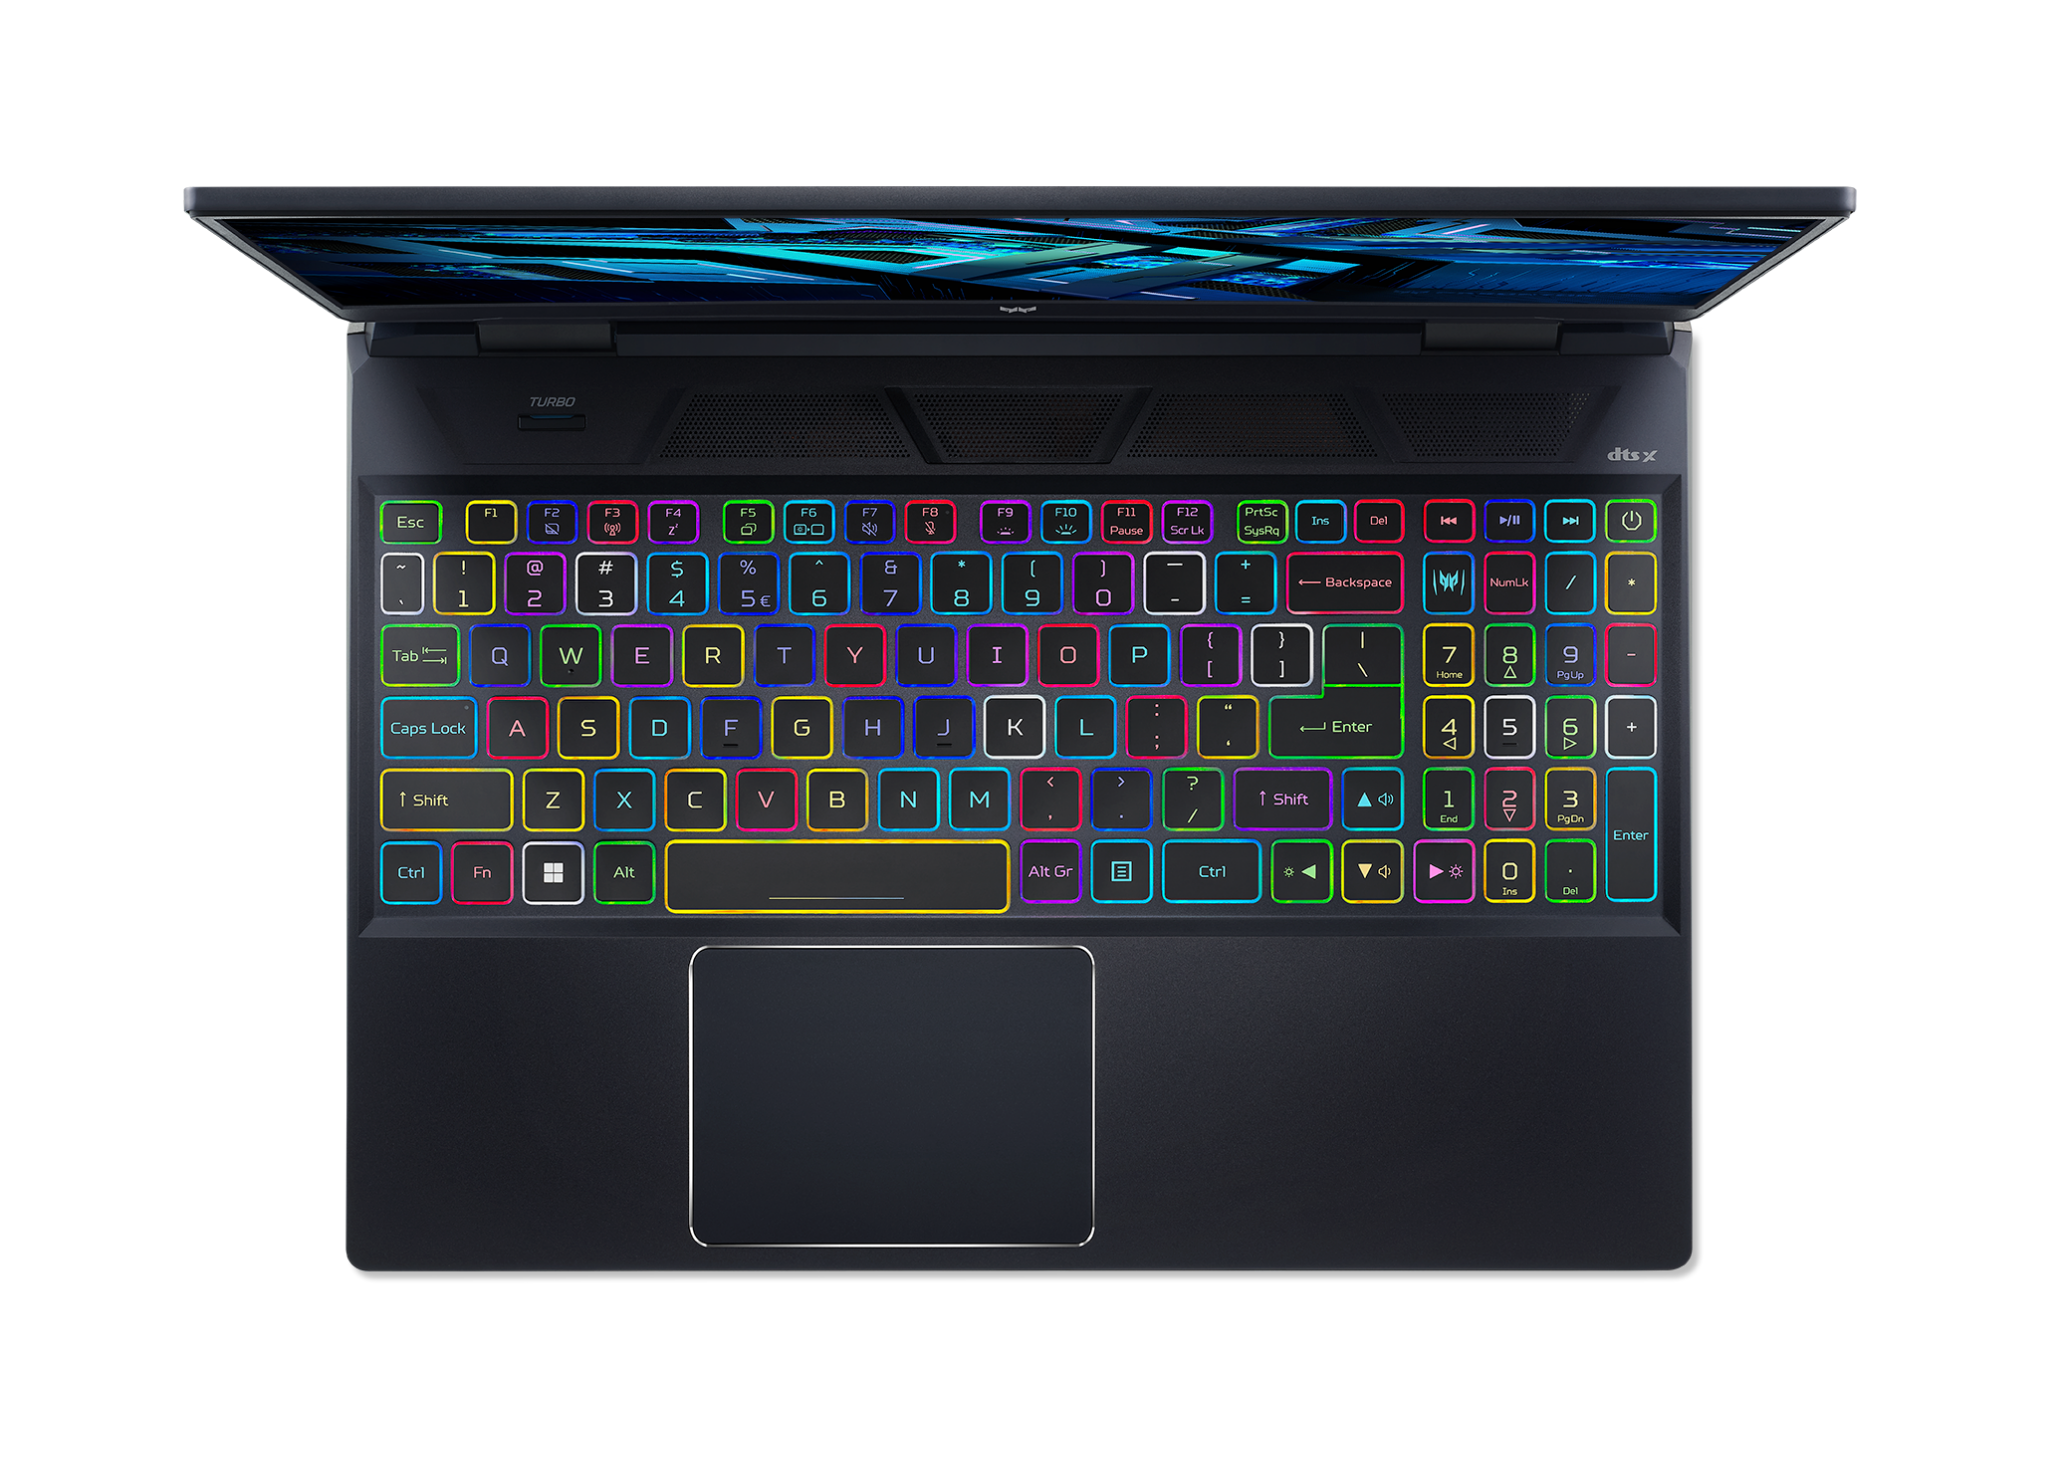 TURBO
dts x
Esc F1 F2 F3 F4 F5 F6 F7 F8 F9 F10 F11 F12 PrtSc Ins Del
z z Pause Scr Lk SysRq
~ ! @ # $ % ^ & * ( ) — + ← Backspace NumLk / *
` 1 2 3 4 5 € 6 7 8 9 0 - =
Tab Q W E R T Y U I O P { } | 7 8 9 -
[ ] \ Home PgUp
Caps Lock A S D F G H J K L : “ Enter 4 5 6 +
; ‘
↑ Shift Z X C V B N M < > ? ↑ Shift 1 2 3 Enter
, . / End PgDn
Ctrl Fn Alt Alt Gr Ctrl 0 .
Ins Del